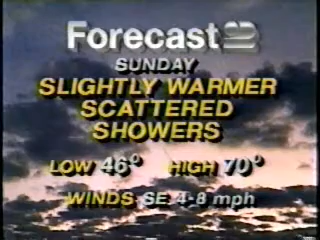 Forecast
SUNDAY
SLIGHTLY WARMER
SCATTERED
SHOWERS
LOW 46° HIGH 70°
WINDS SE. 4-8 mph